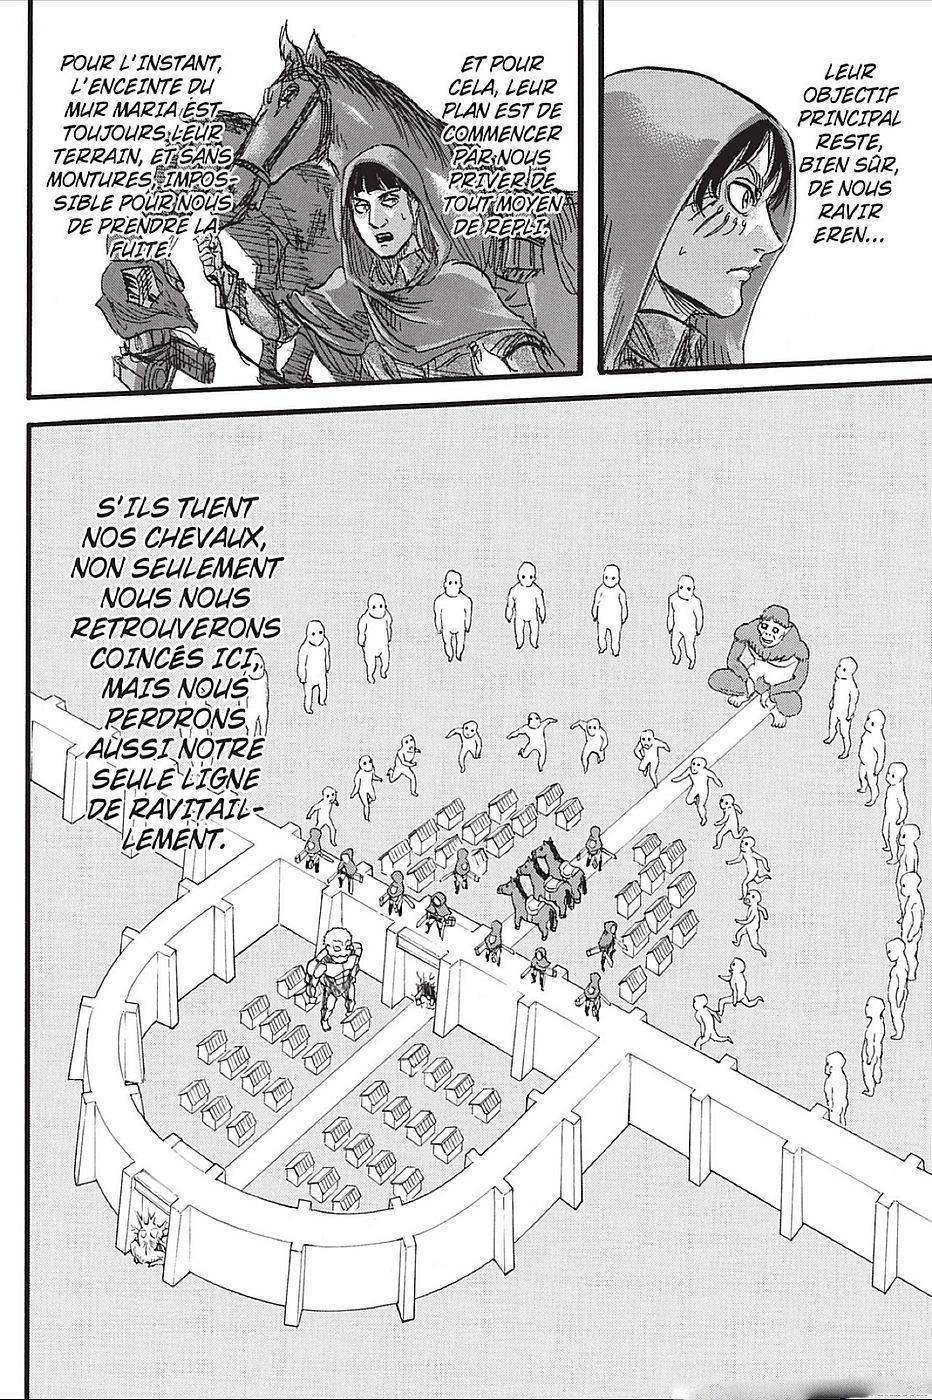 LEUR
OBJECTIF
PRINCIPAL
RESTE,
BIEN SÛR,
DE NOUS
RAVIR
EREN...
ET POUR
CELA, LEUR
PLAN EST DE
COMMENCER
PAR NOUS
PRIVER DE
TOUT MOYEN
DE REPLI.
POUR L'INSTANT,
L'ENCEINTE DU
MUR MARIA EST
TOUJOURS LEUR
TERRAIN, ET SANS
MONTURES, IMPOS-
SIBLE POUR NOUS
DE PRENDRE LA
FUITE!
S'ILS TUENT
NOS CHEVAUX,
NON SEULEMENT
NOUS NOUS
RETROUVERONS
COINCÉS ICI,
MAIS NOUS
PERDRONS
AUSSI NOTRE
SEULE LIGNE
DE RAVITAIL-
LEMENT.